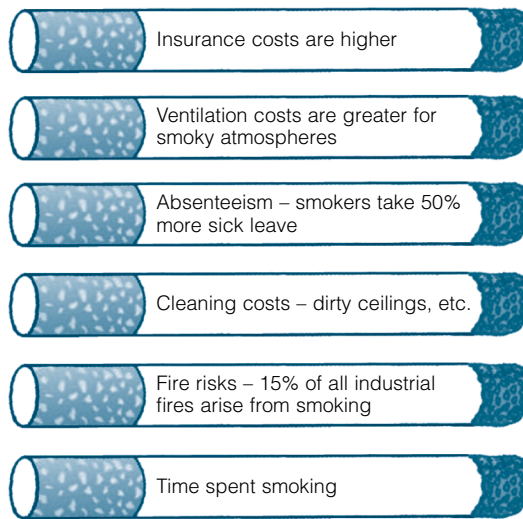 Insurance costs are higher
Ventilation costs are greater for
smoky atmospheres
Absenteeism – smokers take 50%
more sick leave
Cleaning costs – dirty ceilings, etc.
Fire risks – 15% of all industrial
fires arise from smoking
Time spent smoking